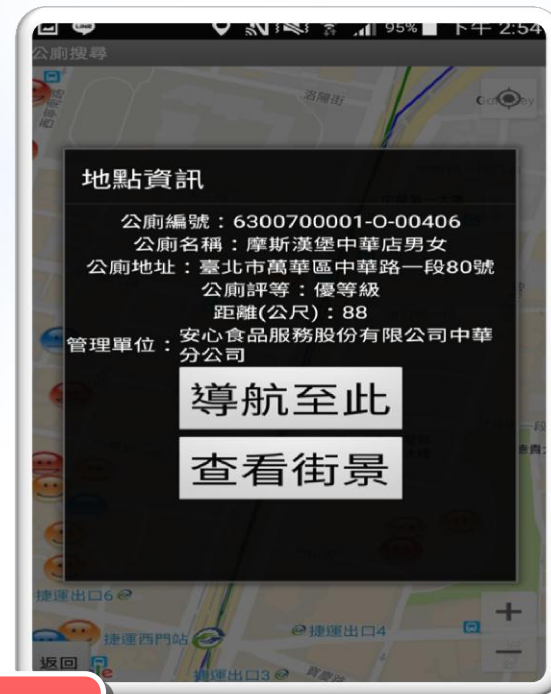 95% 下午 2:54
公廁搜尋
洛陽街
地點資訊
公廁編號：6300700001-O-00406
公廁名稱：摩斯漢堡中華店男女
公廁地址：臺北市萬華區中華路一段80號
公廁評等：優等級
距離(公尺)：88
管理單位：安心食品服務股份有限公司中華
分公司
導航至此
查看街景
捷運出口6
捷運出口4
捷運西門站
返回
捷運出口3